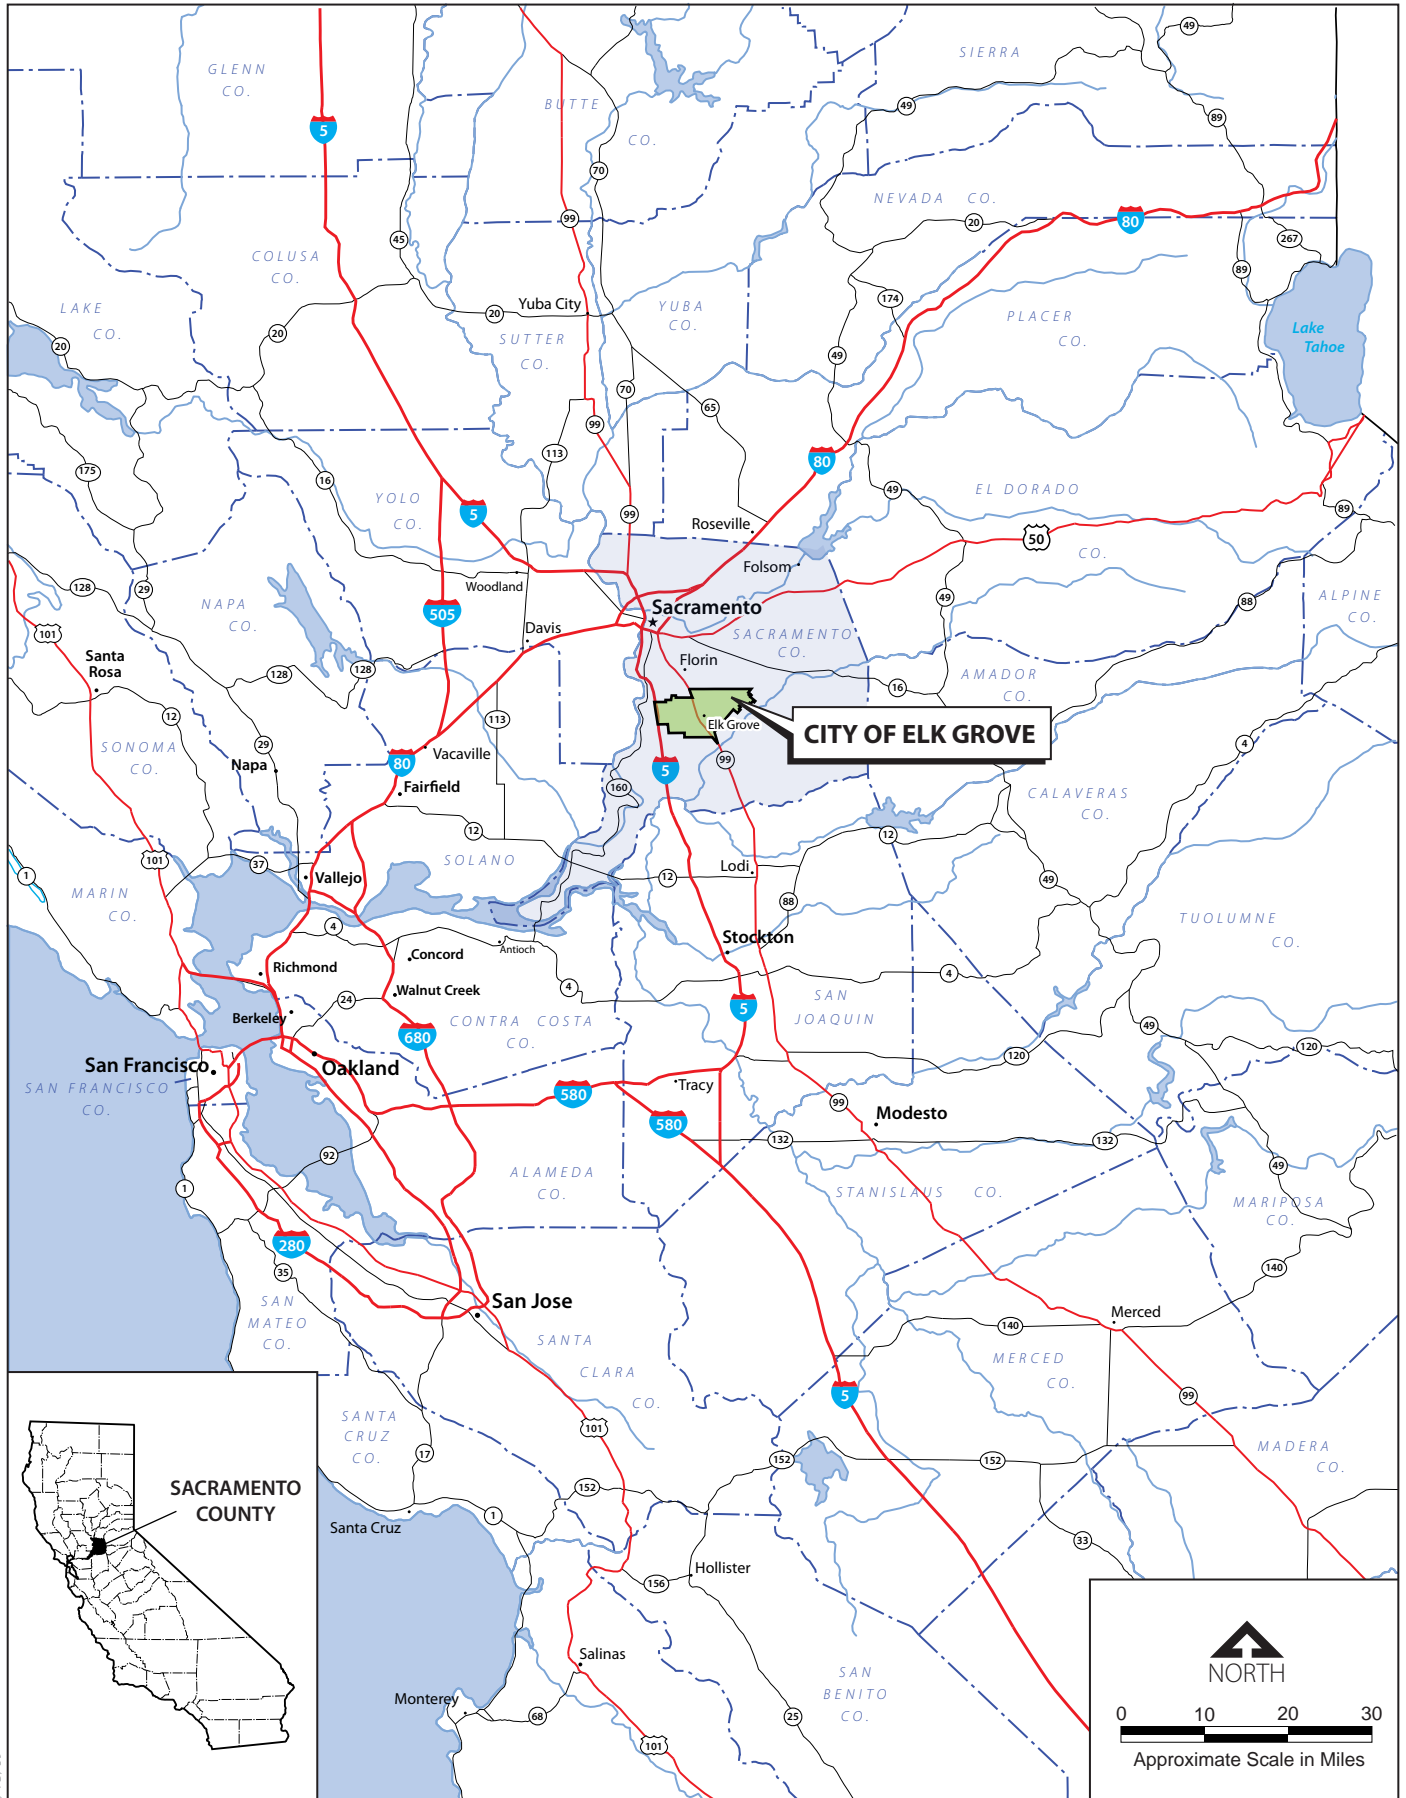 GLENN
CO.
5
BUTTE
CO.
70
99
45
SIERRA
49
49
89
NEVADA CO.
20
80
267
89
COLUSA
CO.
LAKE
CO.
20
20
20
Yuba City
SUTTER
CO.
YUBA
CO.
174
49
PLACER
CO.
Lake
Tahoe
70
65
99
113
80
175
16
YOLO
CO.
5
99
Roseville
49
EL DORADO
CO.
50
89
Folsom
Woodland
128
29
NAPA
CO.
505
Sacramento
49
88
ALPINE
CO.
101
Davis
SACRAMENTO
CO.
Santa
Rosa
128
128
Florin
16
AMADOR
CO.
12
113
Elk Grove
CITY OF ELK GROVE
SONOMA
CO.
29
Napa
Vacaville
80
Fairfield
5
99
4
160
CALAVERAS
CO.
12
12
101
37
SOLANO
Lodi
12
1
Vallejo
49
MARIN
CO.
88
TUOLUMNE
CO.
4
Concord
Antioch
Stockton
Richmond
4
4
24
Walnut Creek
SAN
JOAQUIN
Berkeley
680
CONTRA COSTA
CO.
5
49
120
120
San Francisco
Oakland
SAN FRANCISCO
CO.
580
Tracy
99
Modesto
580
132
132
92
49
1
ALAMEDA
CO.
STANISLAUS CO.
MARIPOSA
CO.
280
35
140
SAN
MATEO
CO.
San Jose
140
Merced
SANTA
CLARA
CO.
MERCED
CO.
5
99
SANTA
CRUZ
CO.
101
17
152
152
MADERA
CO.
SACRAMENTO
COUNTY
152
1
Santa Cruz
33
Hollister
156
Salinas
SAN
BENITO
CO.
Monterey
68
25
101
NORTH
0 10 20 30
Approximate Scale in Miles